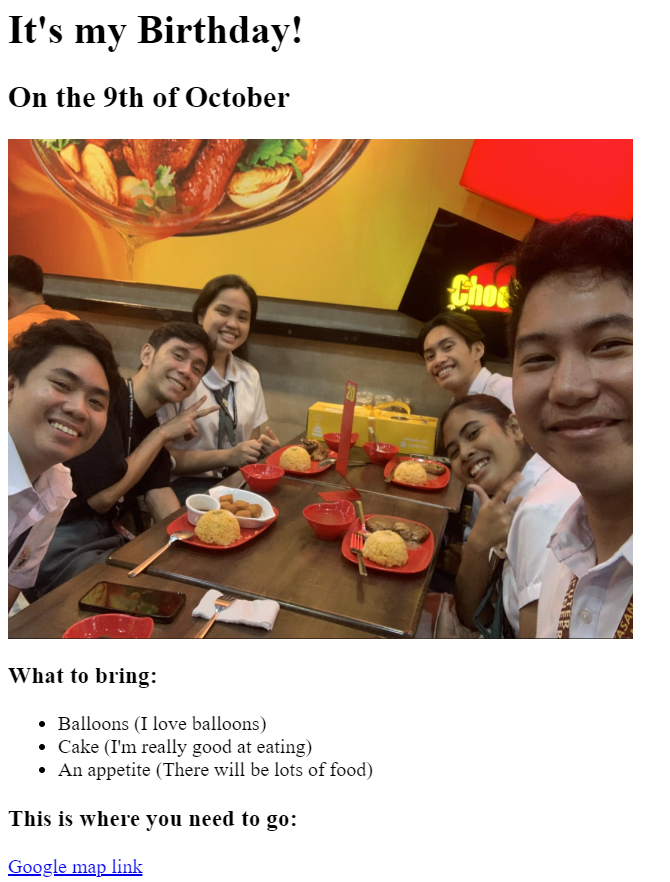 It's my Birthday!
On the 9th of October
Choo
20
What to bring:
Balloons (I love balloons)
Cake (I'm really good at eating)
An appetite (There will be lots of food)
This is where you need to go:
Google map link